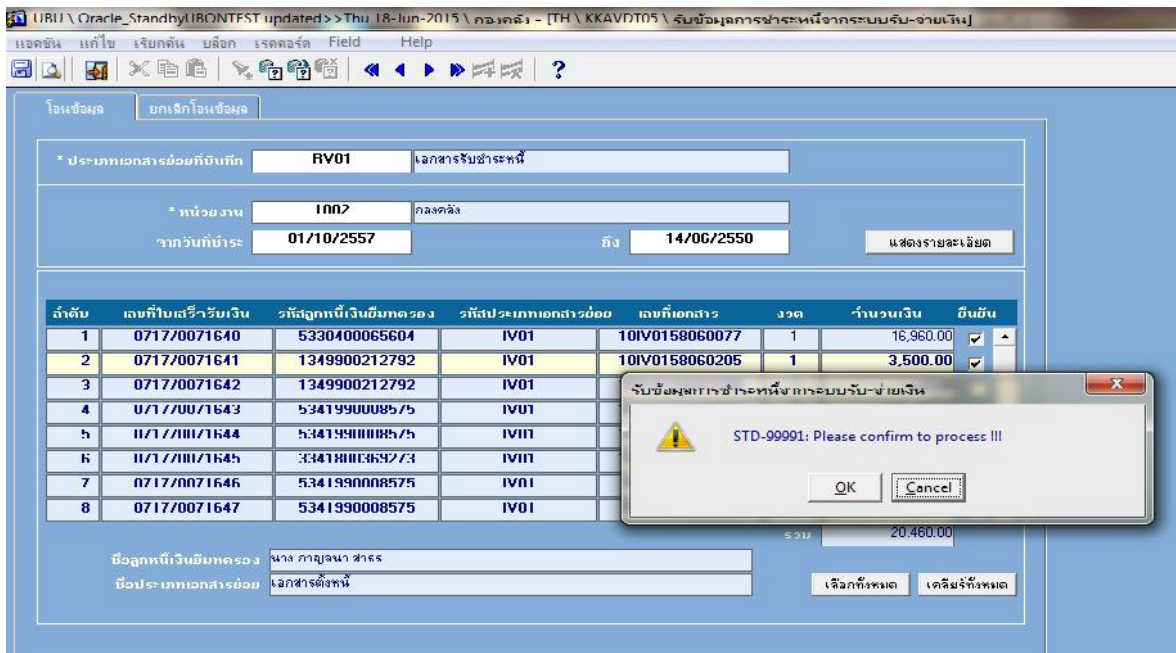 UBU \ Oracle_StandbyUBONTEST updated>>Thu 18-Jun-2015 \ กองคลัง - [TH \ KKAVDT05 \ รับข้อมูลการชำระหนี้จากระบบรับ-จ่ายเงิน]
แอคชัน แก้ไข เรียกค้น บล็อก เรคคอร์ด Field Help
โอนข้อมูล ยกเลิกโอนข้อมูล
* ประเภทเอกสารย่อยที่บันทึก RV01 เอกสารรับชำระหนี้
* หน่วยงาน 1002 กองคลัง
จากวันที่ชำระ 01/10/2557 ถึง 14/06/2550 แสดงรายละเอียด
ลำดับ เลขที่ใบเสร็จรับเงิน รหัสลูกหนี้เงินยืมทดรอง รหัสประเภทเอกสารย่อย เลขที่เอกสาร งวด จำนวนเงิน ยืนยัน
1 0717/0071640 5330400065604 IV01 10IV0158060077 1 16,960.00
2 0717/0071641 1349900212792 IV01 10IV0158060205 1 3,500.00
3 0717/0071642 1349900212792 IV01
4 0717/0071643 5341990008575 IV01
5 0717/0071644 5341990008575 IV01
6 0717/0071645 3341800369273 IV01
7 0717/0071646 5341990008575 IV01
8 0717/0071647 5341990008575 IV01
รับข้อมูลการชำระหนี้จากระบบรับ-จ่ายเงิน
STD-99991: Please confirm to process !!!
OK Cancel
รวม 20,460.00
ชื่อลูกหนี้เงินยืมทดรอง นาง กาญจนา
ชื่อประเภทเอกสารย่อย เอกสารตั้งหนี้ เลือกทั้งหมด เคลียร์ทั้งหมด